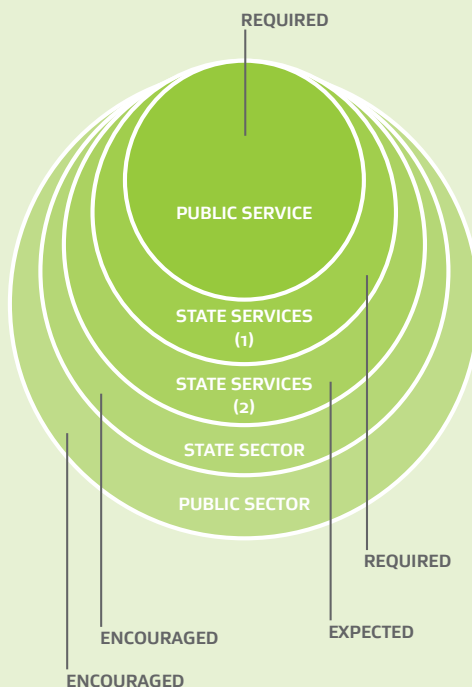 REQUIRED
PUBLIC SERVICE
STATE SERVICES
(1)
STATE SERVICES
(2)
STATE SECTOR
PUBLIC SECTOR
REQUIRED
EXPECTED
ENCOURAGED
ENCOURAGED